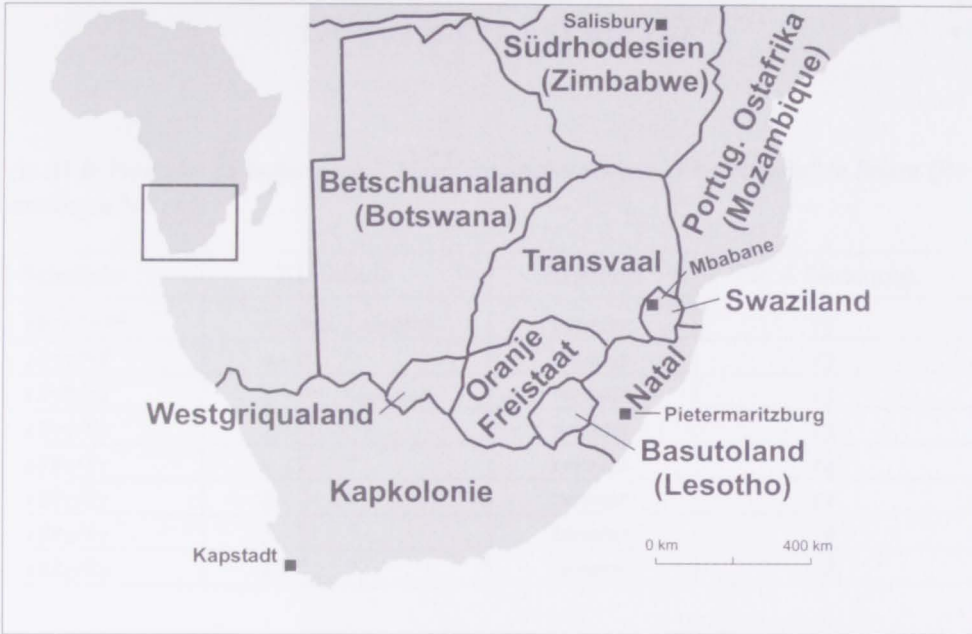 Salisbury
Südrhodesien
(Zimbabwe)
Portug. Ostafrika
(Mozambique)
Betschuanaland
(Botswana)
Transvaal
Mbabane
Swaziland
Oranje
Freistaat
Natal
Westgriqualand
Pietermaritzburg
Basutoland
(Lesotho)
Kapkolonie
Kapstadt
0 km
400 km